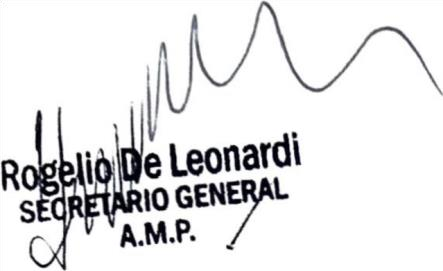 Rogelio De Leonardi
SECRETARIO GENERAL
A.M.P.